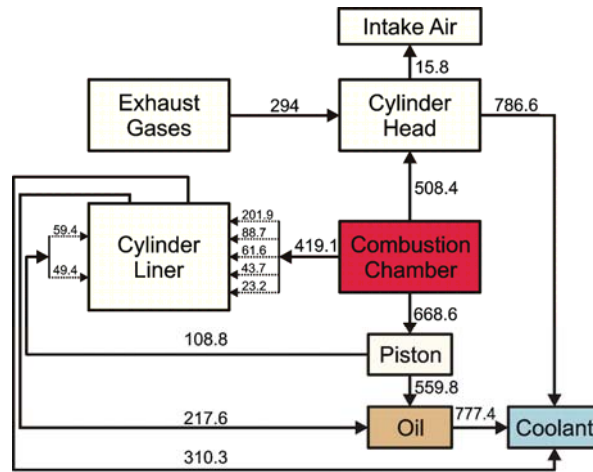 Intake Air
15.8
Exhaust
Gases
294
Cylinder
Head
786.6
508.4
59.4
49.4
Cylinder
Liner
201.9
88.7
61.6
43.7
23.2
419.1
Combustion
Chamber
668.6
108.8
Piston
559.8
217.6
Oil
777.4
Coolant
310.3